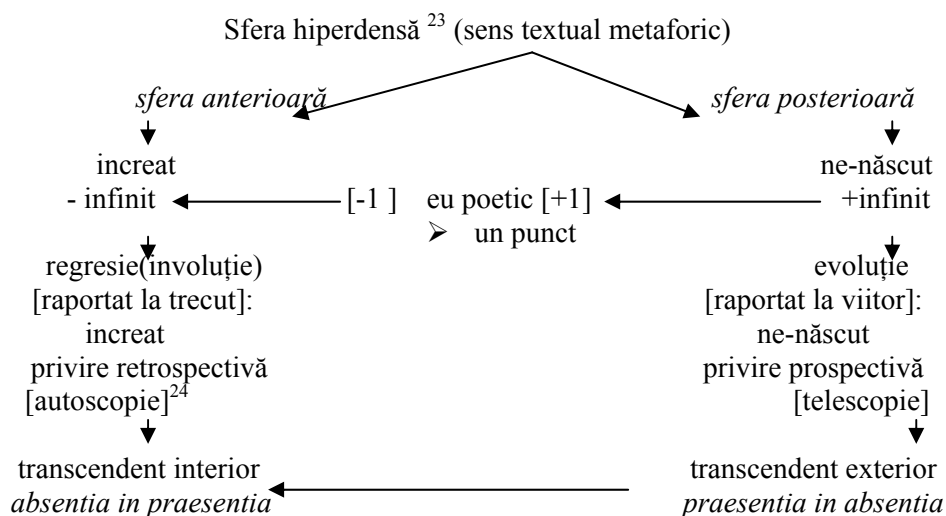 Sfera hiperdensă 23 (sens textual metaforic)
sfera anterioară sfera posterioară
increat ne-născut
- infinit [-1 ] eu poetic [+1] +infinit
➢ un punct
regresie(involuție) evoluție
[raportat la trecut]: [raportat la viitor]:
increat ne-născut
privire retrospectivă privire prospectivă
[autoscopie]24 [telescopie]
transcendent interior transcendent exterior
absentia in praesentia praesentia in absentia